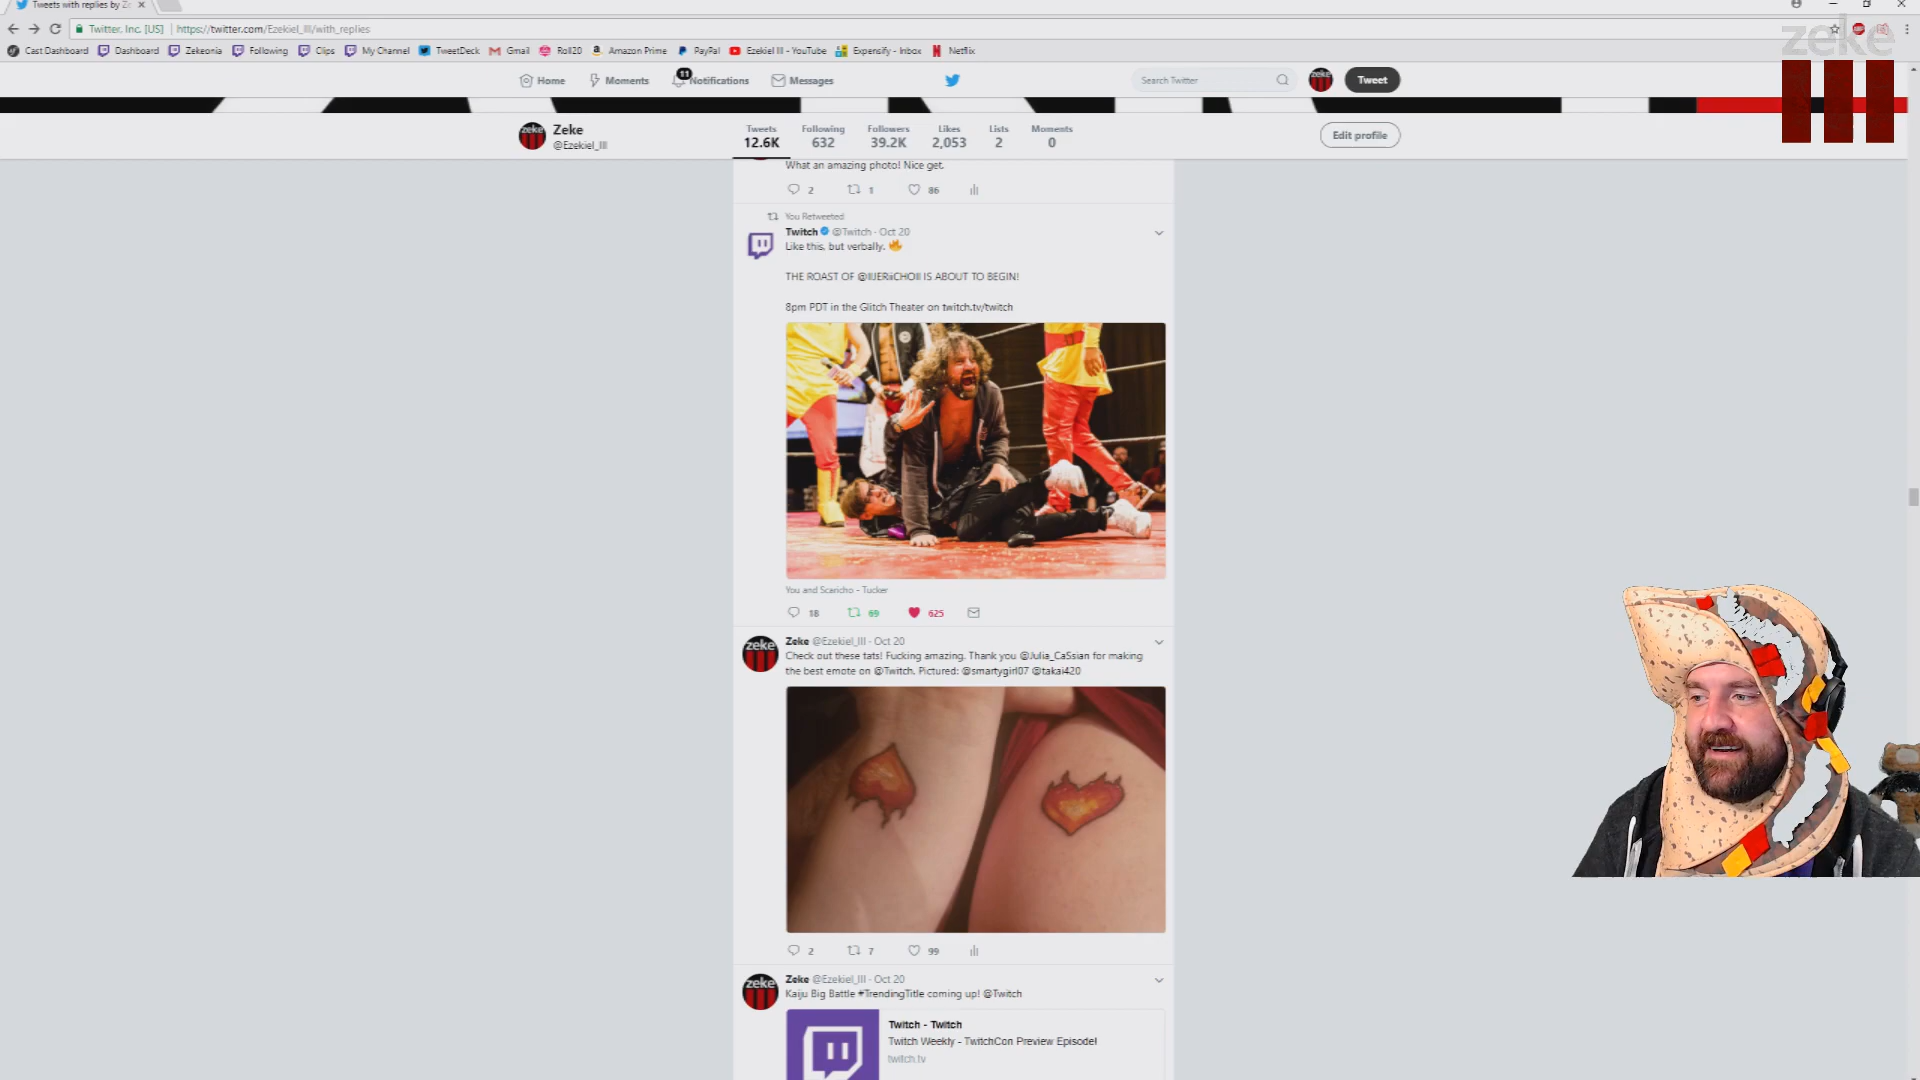 Tweets with replies by Ze
Twitter, Inc. [US] https://twitter.com/Ezekiel_III/with_replies
Cast Dashboard Dashboard Zekeonia Following Clips My Channel TweetDeck Gmail Roll20 Amazon Prime PayPal Ezekiel III - YouTube Expensify - Inbox Netflix
zeke
Home Moments 11 Notifications Messages Search Twitter Tweet
Zeke
@Ezekiel_III
Tweets Following Followers Likes Lists Moments
12.6K 632 39.2K 2,053 2 0
Edit profile
What an amazing photo! Nice get.
2 1 86
You Retweeted
Twitch @Twitch · Oct 20
Like this, but verbally.
THE ROAST OF @IIJERiiCHOII IS ABOUT TO BEGIN!
8pm PDT in the Glitch Theater on twitch.tv/twitch
You and Scaricho - Tucker
18 69 625
zeke
Zeke @Ezekiel_III · Oct 20
Check out these tats! Fucking amazing. Thank you @Julia_CaSsian for making
the best emote on @Twitch. Pictured: @smartygirl07 @takai420
2 7 99
zeke
Zeke @Ezekiel_III · Oct 20
Kaiju Big Battle #TrendingTitle coming up! @Twitch
Twitch - Twitch
Twitch Weekly - TwitchCon Preview Episode!
twitch.tv